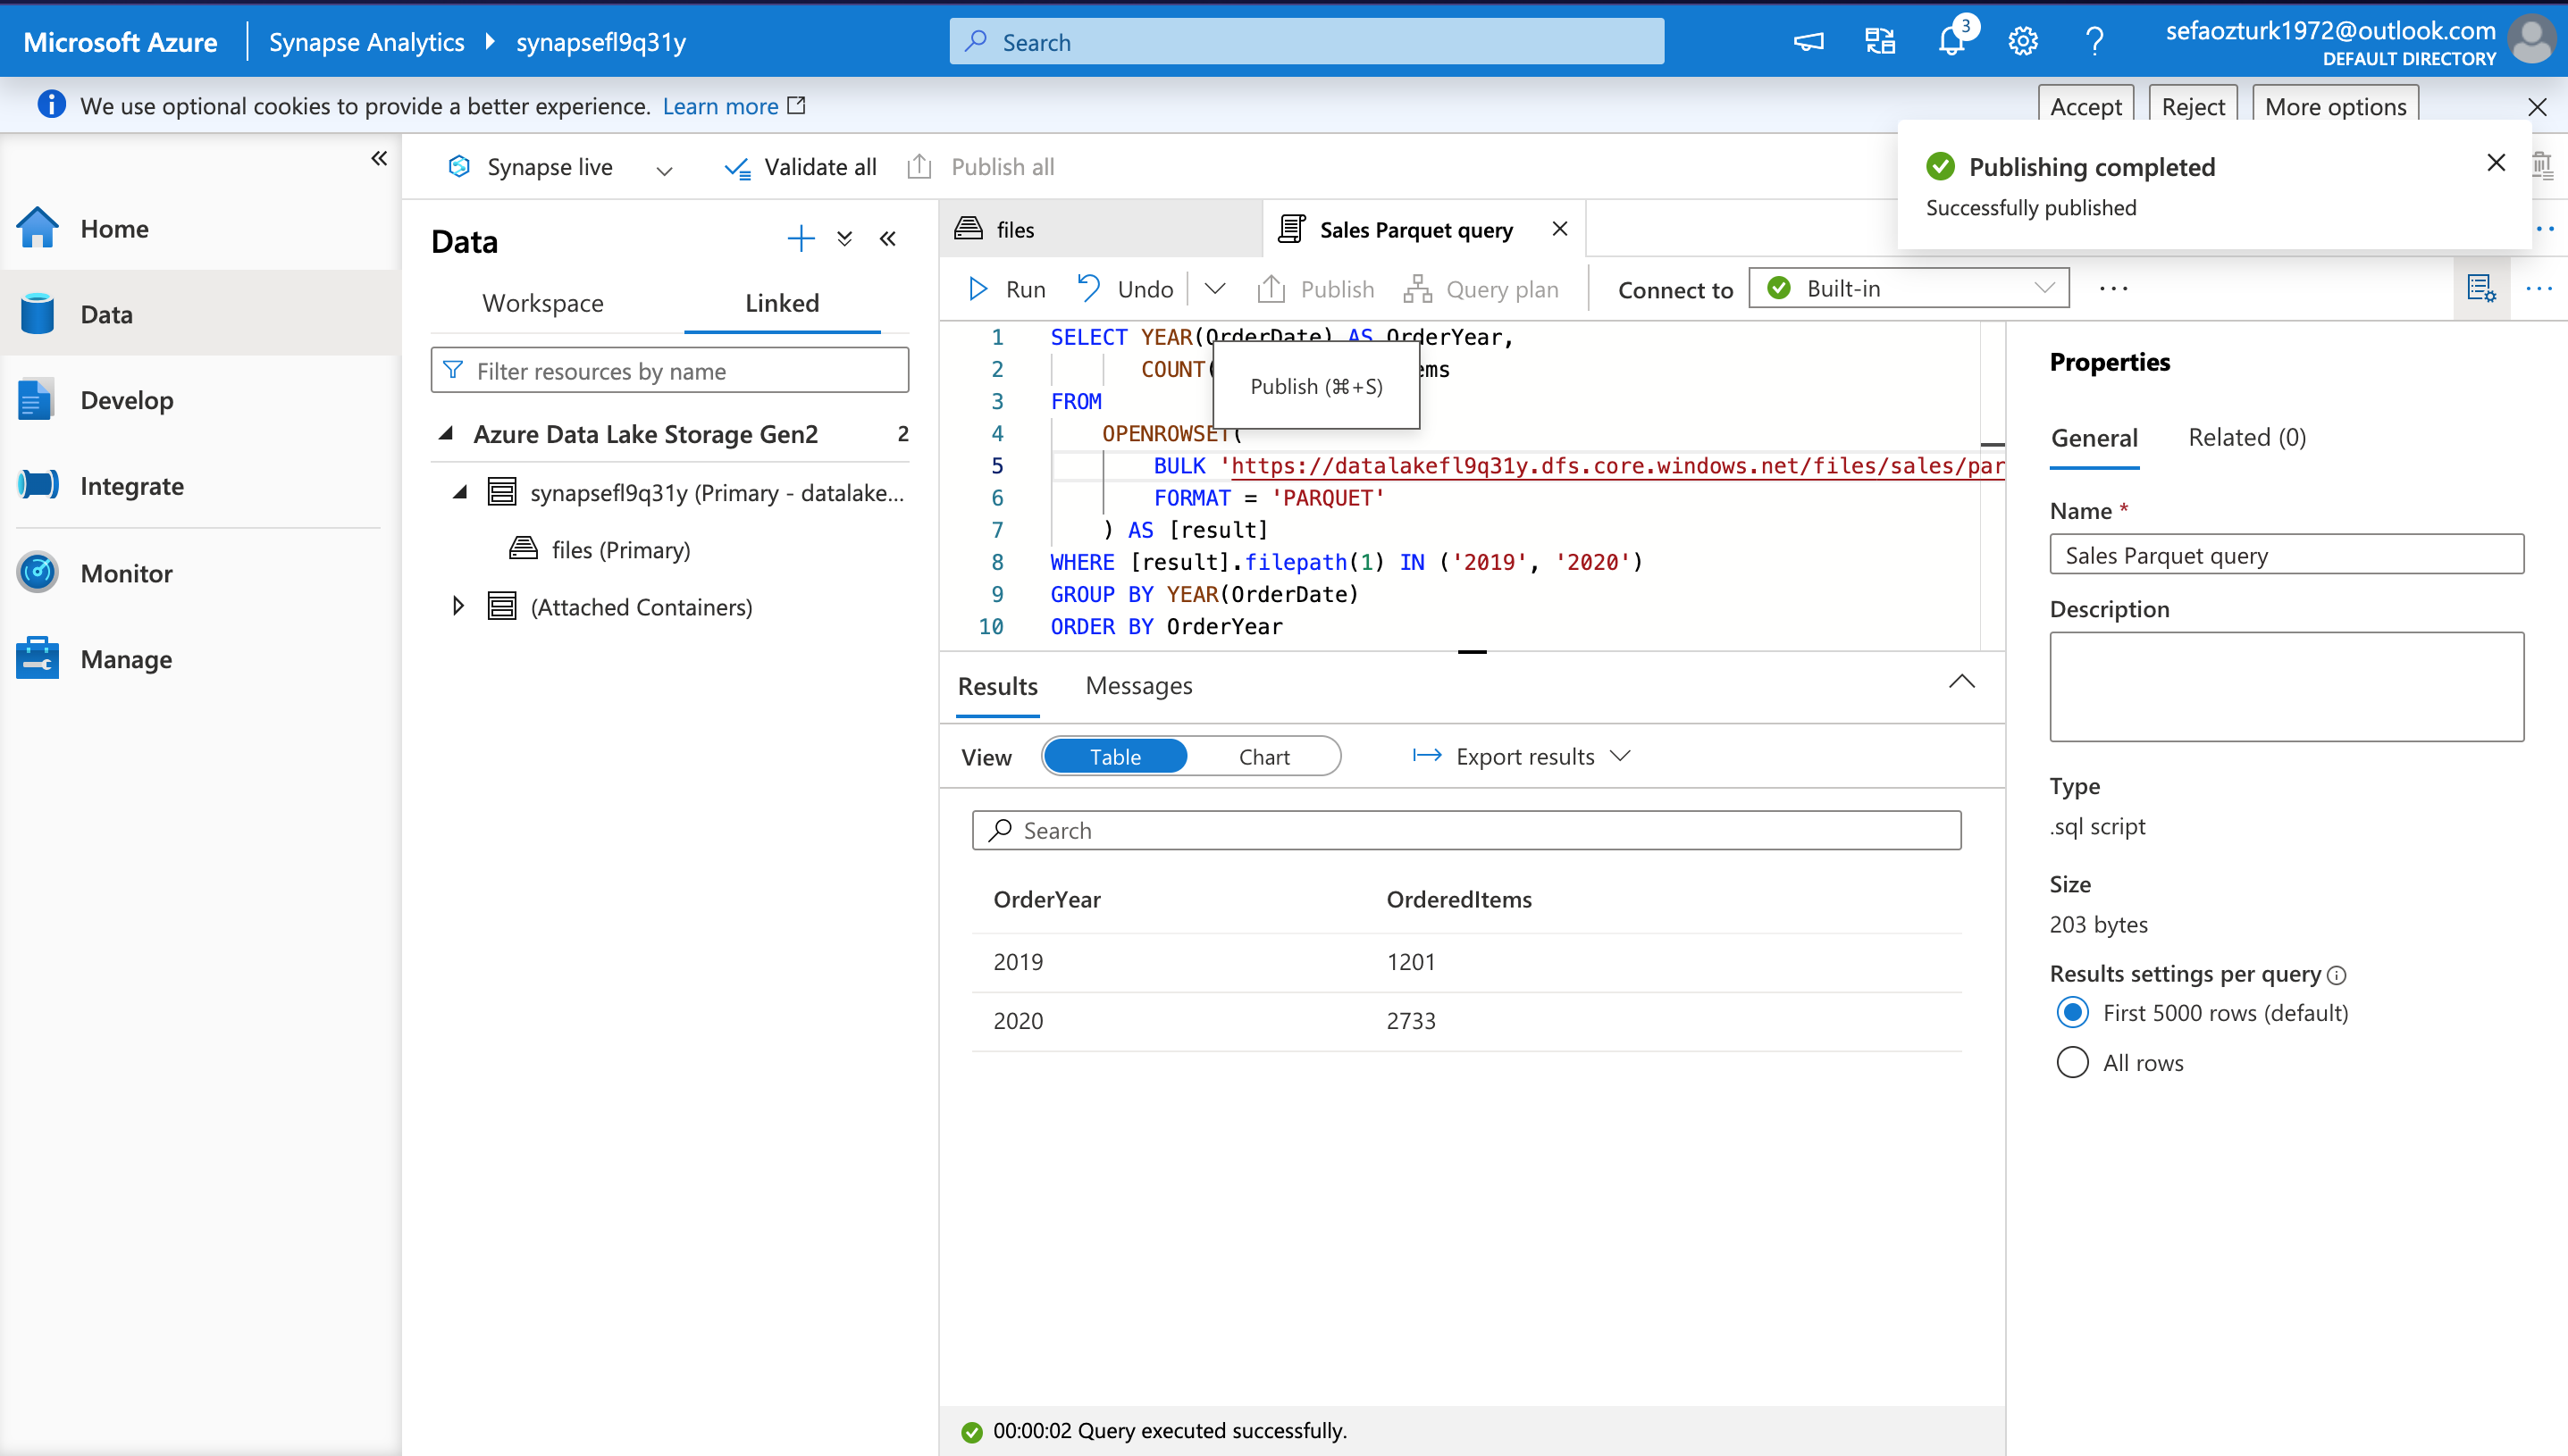 Microsoft Azure
Synapse Analytics
synapsefl9q31y
Search
3
sefaozturk1972@outlook.com
DEFAULT DIRECTORY
We use optional cookies to provide a better experience. Learn more
Accept
Reject
More options
Publishing completed
Successfully published
Synapse live
Validate all
Publish all
Home
Data
Develop
Integrate
Monitor
Manage
Data
Workspace
Linked
Filter resources by name
Azure Data Lake Storage Gen2 2
synapsefl9q31y (Primary - datalake...
files (Primary)
(Attached Containers)
files
Sales Parquet query
Run
Undo
Publish
Query plan
Connect to
Built-in
1 SELECT YEAR(OrderDate) AS OrderYear,
2 COUNT(
3 FROM
4 OPENROWSET(
5 BULK 'https://datalakefl9q31y.dfs.core.windows.net/files/sales/par
6 FORMAT = 'PARQUET'
7 ) AS [result]
8 WHERE [result].filepath(1) IN ('2019', '2020')
9 GROUP BY YEAR(OrderDate)
10 ORDER BY OrderYear
Publish (⌘+S)
Results
Messages
View
Table
Chart
Export results
Search
OrderYear OrderedItems
2019 1201
2020 2733
00:00:02 Query executed successfully.
Properties
General
Related (0)
Name *
Sales Parquet query
Description
Type
.sql script
Size
203 bytes
Results settings per query
First 5000 rows (default)
All rows